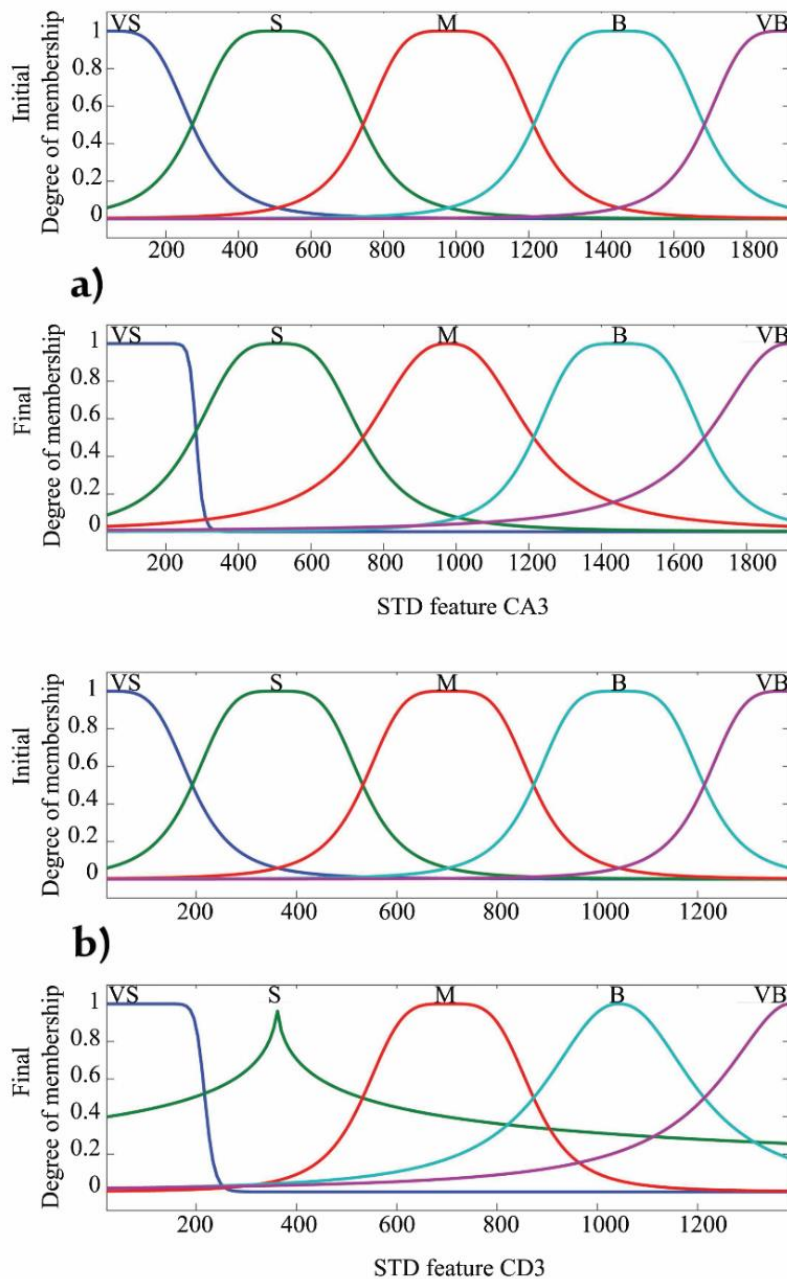 VS S M B VB
Initial
Degree of membership
1
0.8
0.6
0.4
0.2
0
200 400 600 800 1000 1200 1400 1600 1800
a)
VS S M B VB
Final
Degree of membership
1
0.8
0.6
0.4
0.2
0
200 400 600 800 1000 1200 1400 1600 1800
STD feature CA3
VS S M B VB
Initial
Degree of membership
1
0.8
0.6
0.4
0.2
0
200 400 600 800 1000 1200
b)
VS S M B VB
Final
Degree of membership
1
0.8
0.6
0.4
0.2
0
200 400 600 800 1000 1200
STD feature CD3